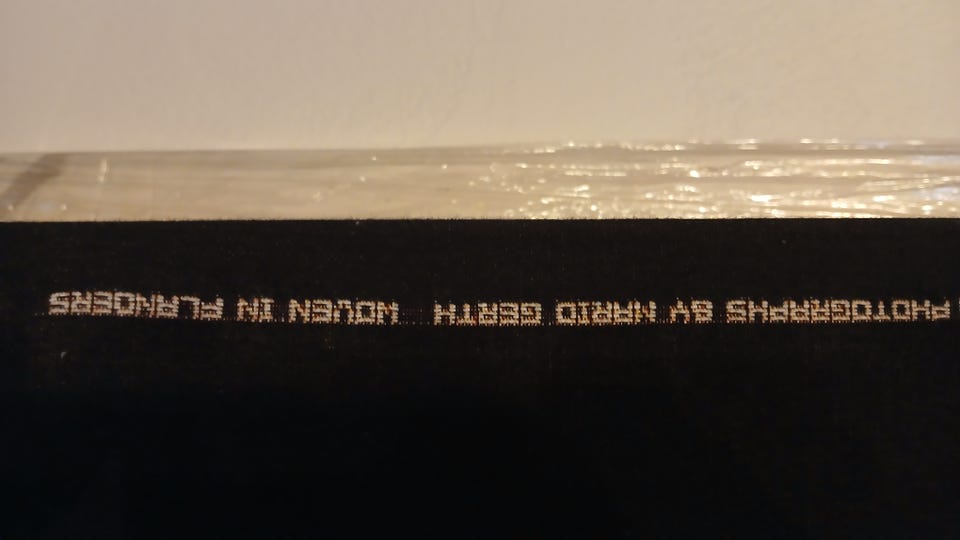 PHOTOGRAPHS BY MARIO GERTH WOVEN IN FLANDERS